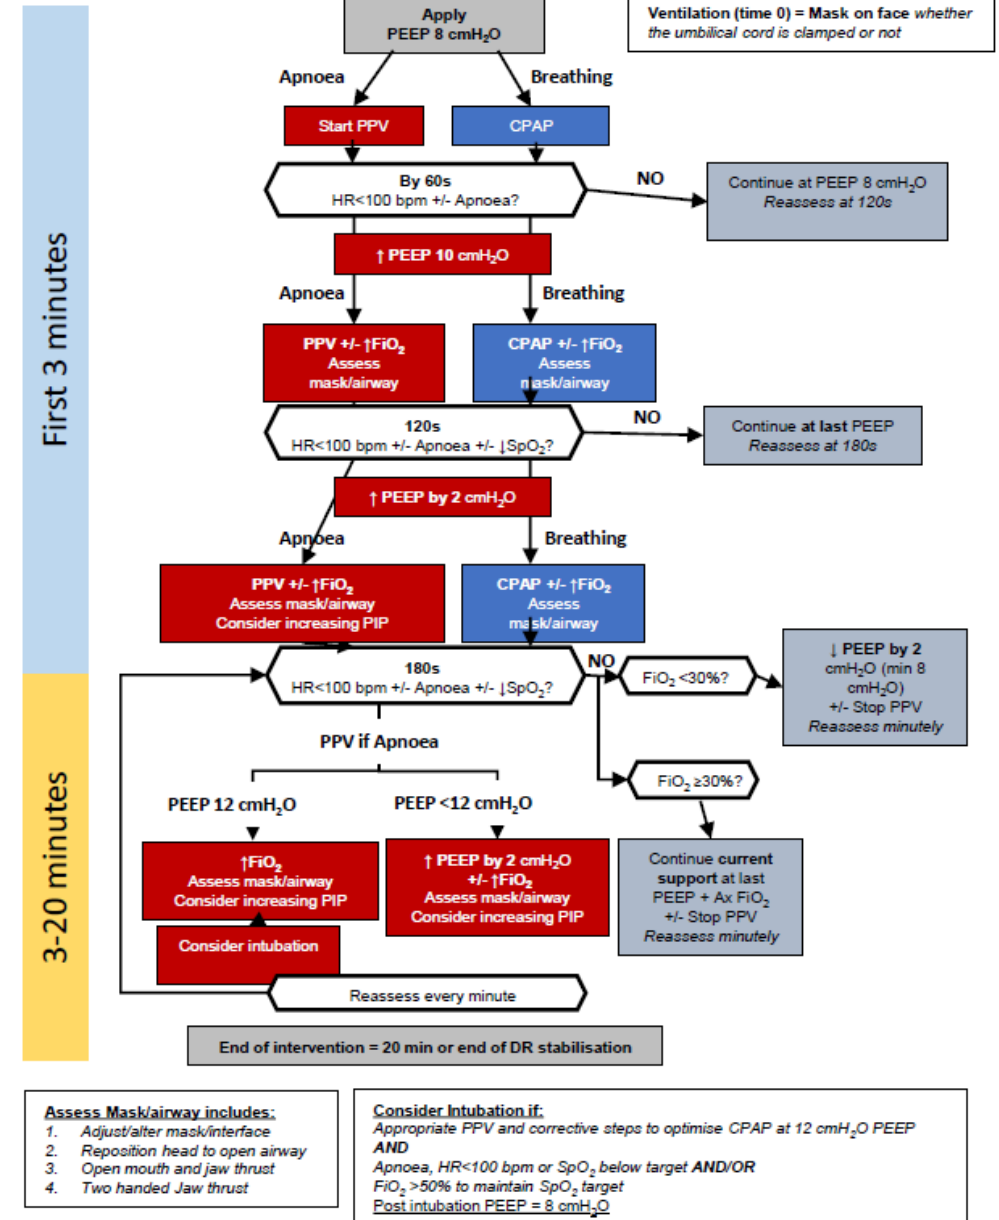 Apply
PEEP 8 cmH₂O
Ventilation (time 0) = Mask on face whether
the umbilical cord is clamped or not
Apnoea
Breathing
Start PPV
CPAP
By 60s
HR<100 bpm +/- Apnoea?
NO
Continue at PEEP 8 cmH₂O
Reassess at 120s
↑ PEEP 10 cmH₂O
Apnoea
Breathing
PPV +/- ↑FiO₂
Assess
mask/airway
CPAP +/- ↑FiO₂
Assess
mask/airway
120s
HR<100 bpm +/- Apnoea +/- ↓SpO₂?
NO
Continue at last PEEP
Reassess at 180s
↑ PEEP by 2 cmH₂O
Apnoea
Breathing
PPV +/- ↑FiO₂
Assess mask/airway
Consider increasing PIP
CPAP +/- ↑FiO₂
Assess
mask/airway
First 3 minutes
180s
HR<100 bpm +/- Apnoea +/- ↓SpO₂?
NO
FiO₂ <30%?
↓ PEEP by 2
cmH₂O (min 8
cmH₂O)
+/- Stop PPV
Reassess minutely
PPV if Apnoea
FiO₂ ≥30%?
PEEP 12 cmH₂O
PEEP <12 cmH₂O
↑FiO₂
Assess mask/airway
Consider increasing PIP
↑ PEEP by 2 cmH₂O
+/- ↑FiO₂
Assess mask/airway
Consider increasing PIP
Continue current
support at last
PEEP + Ax FiO₂
+/- Stop PPV
Reassess minutely
Consider intubation
Reassess every minute
3-20 minutes
End of intervention = 20 min or end of DR stabilisation
Assess Mask/airway includes:
1. Adjust/alter mask/interface
2. Reposition head to open airway
3. Open mouth and jaw thrust
4. Two handed Jaw thrust
Consider Intubation if:
Appropriate PPV and corrective steps to optimise CPAP at 12 cmH₂O PEEP
AND
Apnoea, HR<100 bpm or SpO₂ below target AND/OR
FiO₂ >50% to maintain SpO₂ target
Post intubation PEEP = 8 cmH₂O